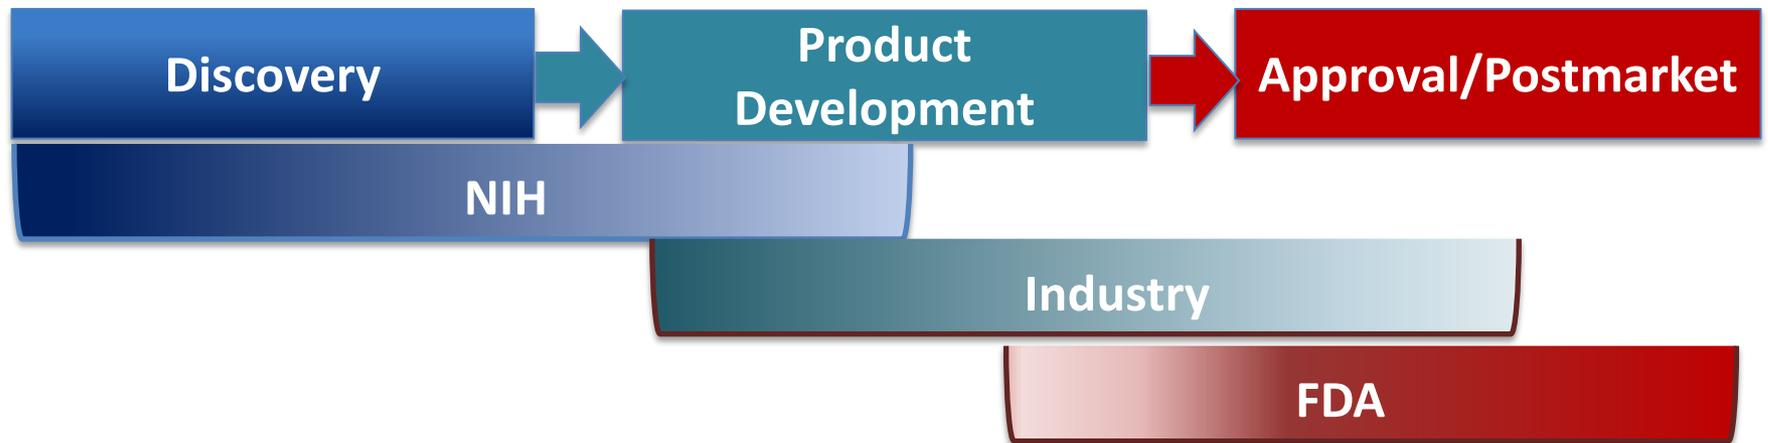 Discovery
Product
Development
Approval/Postmarket
NIH
Industry
FDA